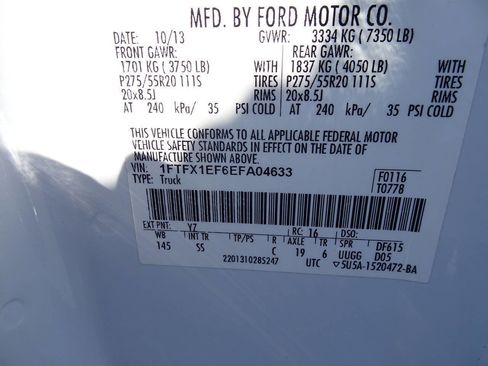 MFD. BY FORD MOTOR CO.
DATE: 10/13 GVWR: 3334 KG ( 7350 LB)
FRONT GAWR: REAR GAWR:
1701 KG ( 3750 LB) 1837 KG ( 4050 LB)
P275/55R20 111S TIRES P275/55R20 111S TIRES
20x8.5J RIMS 20x8.5J RIMS
AT 240 kPa/ 35 PSI COLD AT 240 kPa/ 35 PSI COLD
THIS VEHICLE CONFORMS TO ALL APPLICABLE FEDERAL MOTOR
VEHICLE SAFETY STANDARDS IN EFFECT ON THE DATE OF
MANUFACTURE SHOWN ABOVE.
VIN: 1FTFX1EF6EFA04633 F0116
TYPE: Truck T0778
EXT PNT: YZ RC: 16 DSO:
WB INT TR TP/PS R AXLE TR SPR DF615
145 SS C 19 6 UUGG D05
2201310285247 UTC ▽5U5A-1520472-BA